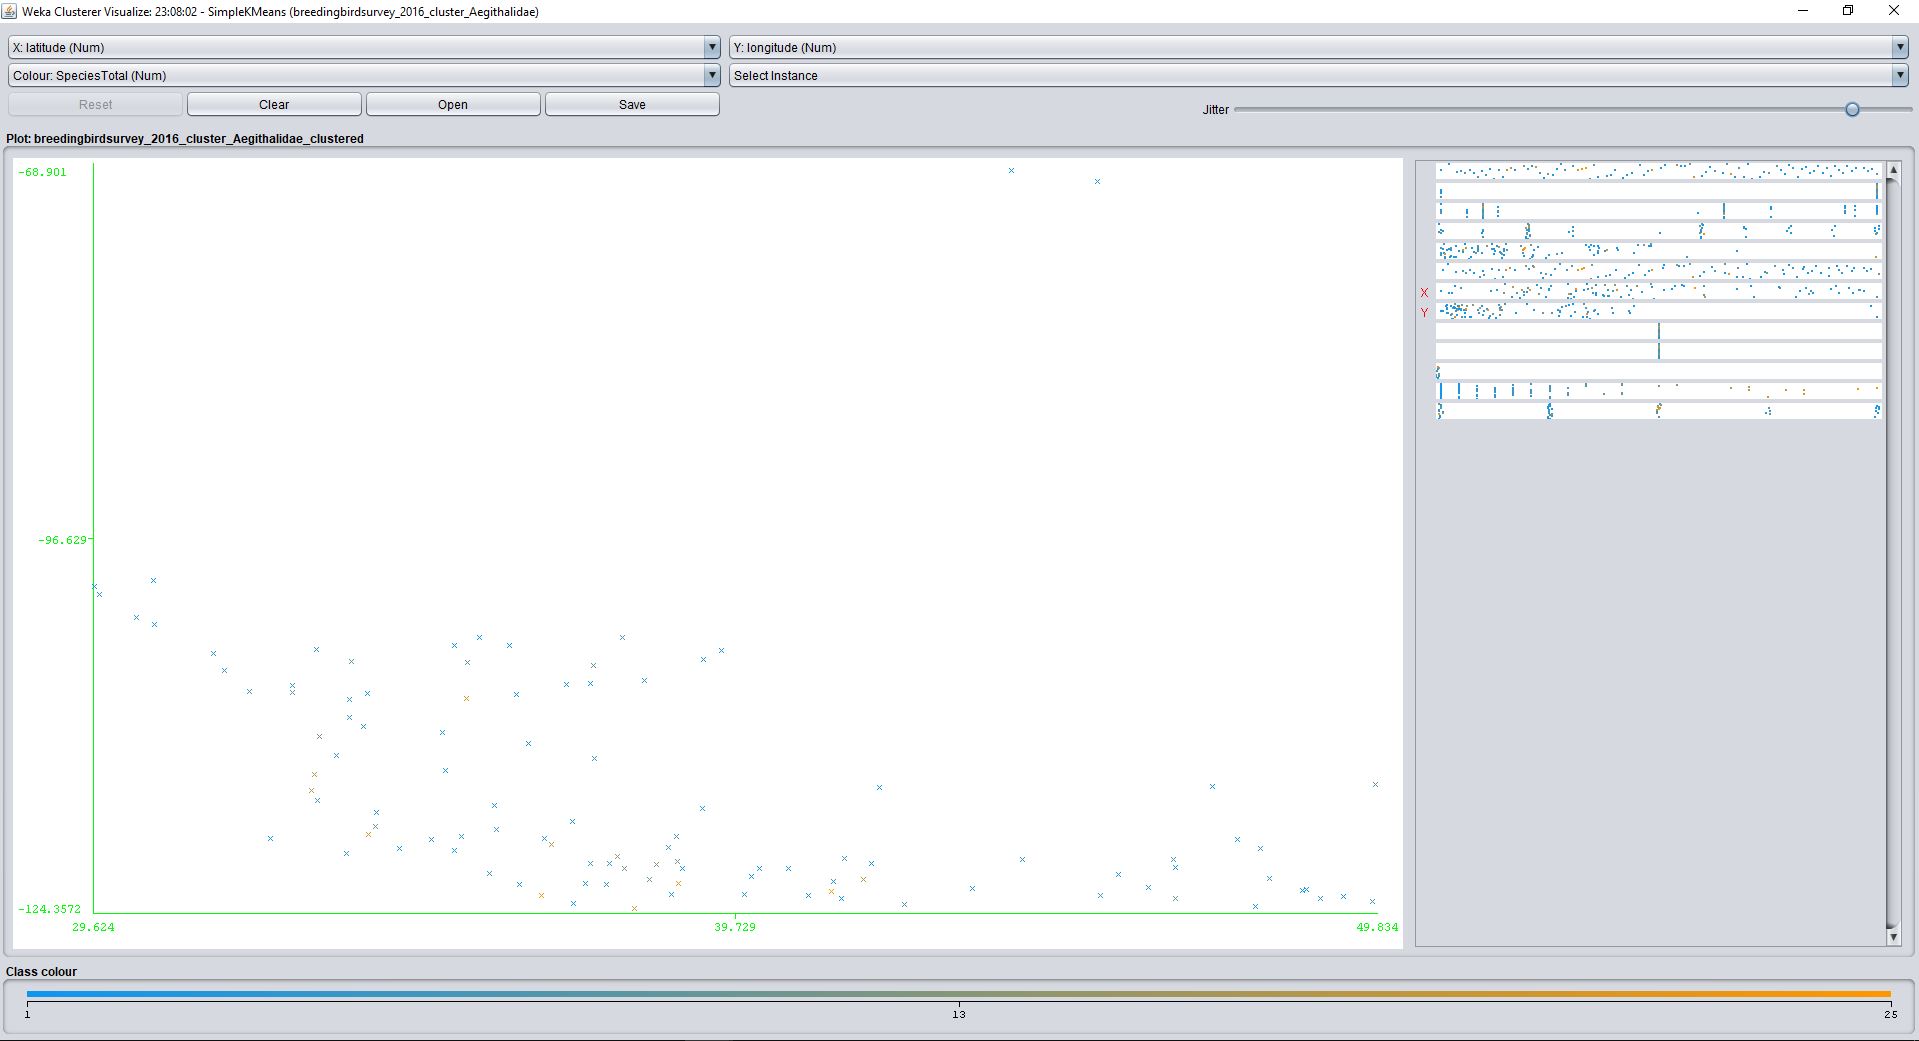 Weka Clusterer Visualize: 23:08:02 - SimpleKMeans (breedingbirdsurvey_2016_cluster_Aegithalidae)
X: latitude (Num)
Y: longitude (Num)
Colour: SpeciesTotal (Num)
Select Instance
Reset
Clear
Open
Save
Jitter
Plot: breedingbirdsurvey_2016_cluster_Aegithalidae_clustered
-68.901
-96.629
-124.3572
29.624
39.729
49.834
X
Y
Class colour
1
13
25